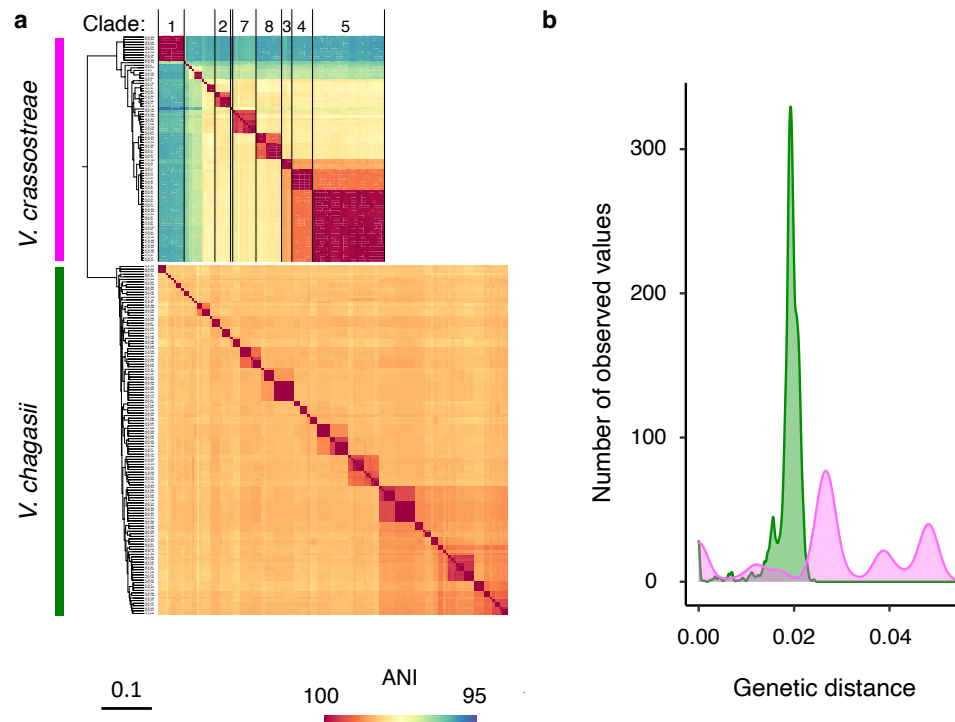 a
b
Clade: 1 2 7 8 3 4 5
V. crassostreae
V. chagasii
0.1
ANI
100 95
Number of observed values
300
200
100
0
0.00 0.02 0.04
Genetic distance